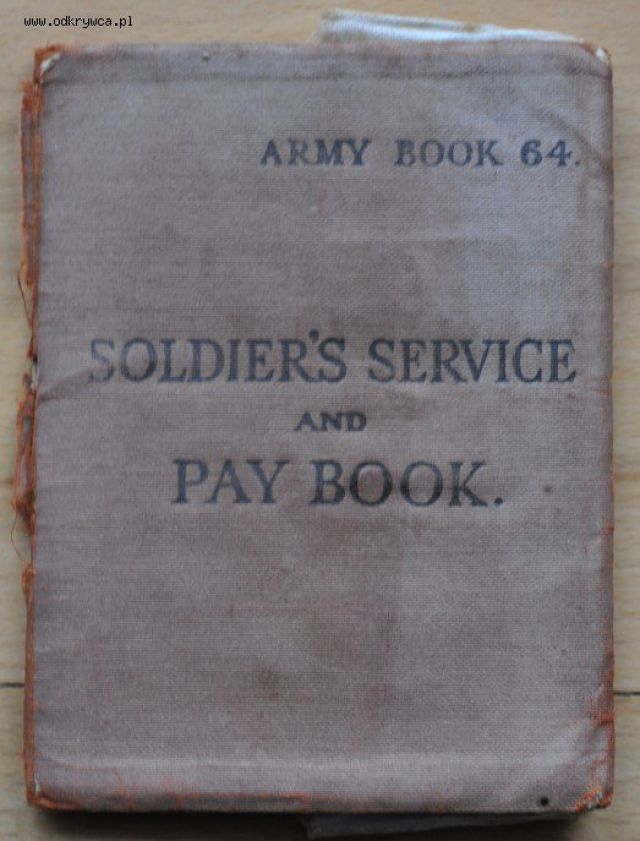 www.odkrywca.pl
ARMY BOOK 64.
SOLDIER'S SERVICE
AND
PAY BOOK.